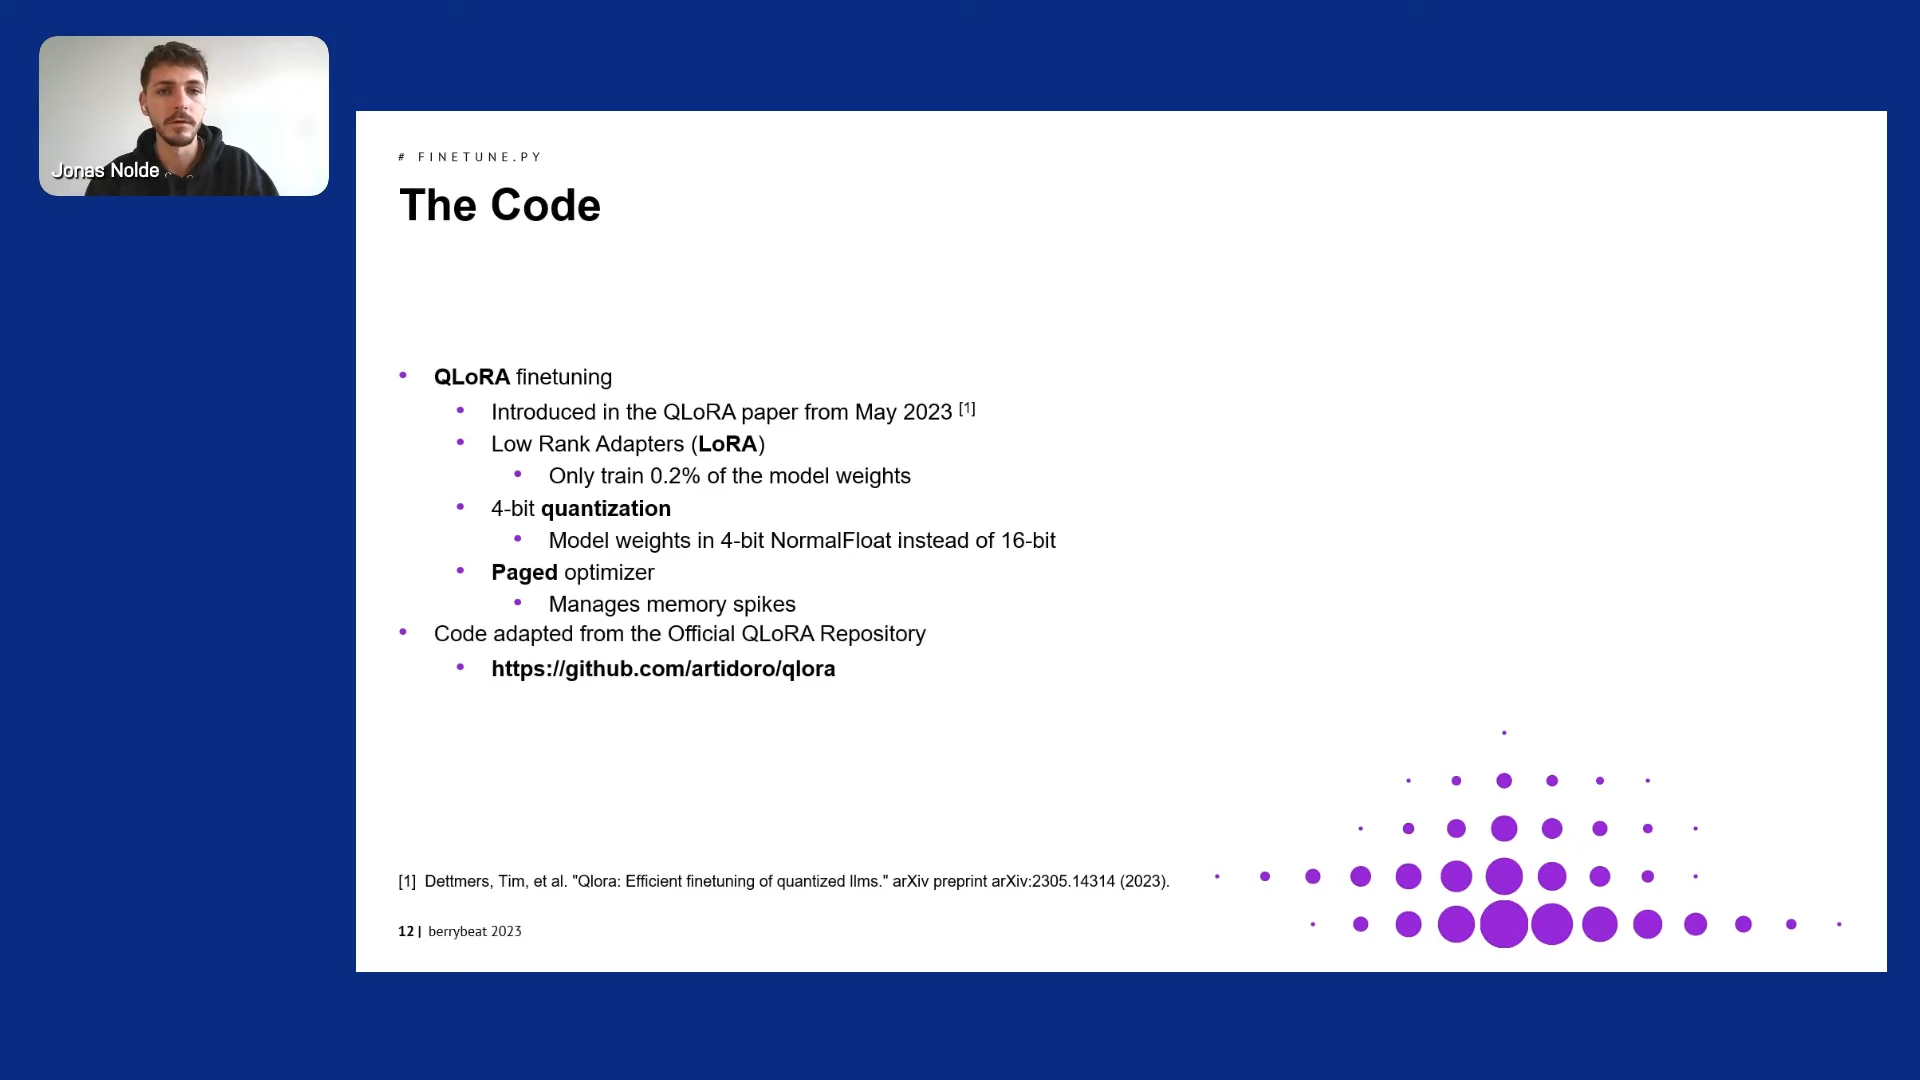 Jonas Nolde
# FINETUNE.PY
The Code
QLoRA finetuning
Introduced in the QLoRA paper from May 2023 [1]
Low Rank Adapters (LoRA)
Only train 0.2% of the model weights
4-bit quantization
Model weights in 4-bit NormalFloat instead of 16-bit
Paged optimizer
Manages memory spikes
Code adapted from the Official QLoRA Repository
https://github.com/artidoro/qlora
[1] Dettmers, Tim, et al. "Qlora: Efficient finetuning of quantized llms." arXiv preprint arXiv:2305.14314 (2023).
12 | berrybeat 2023